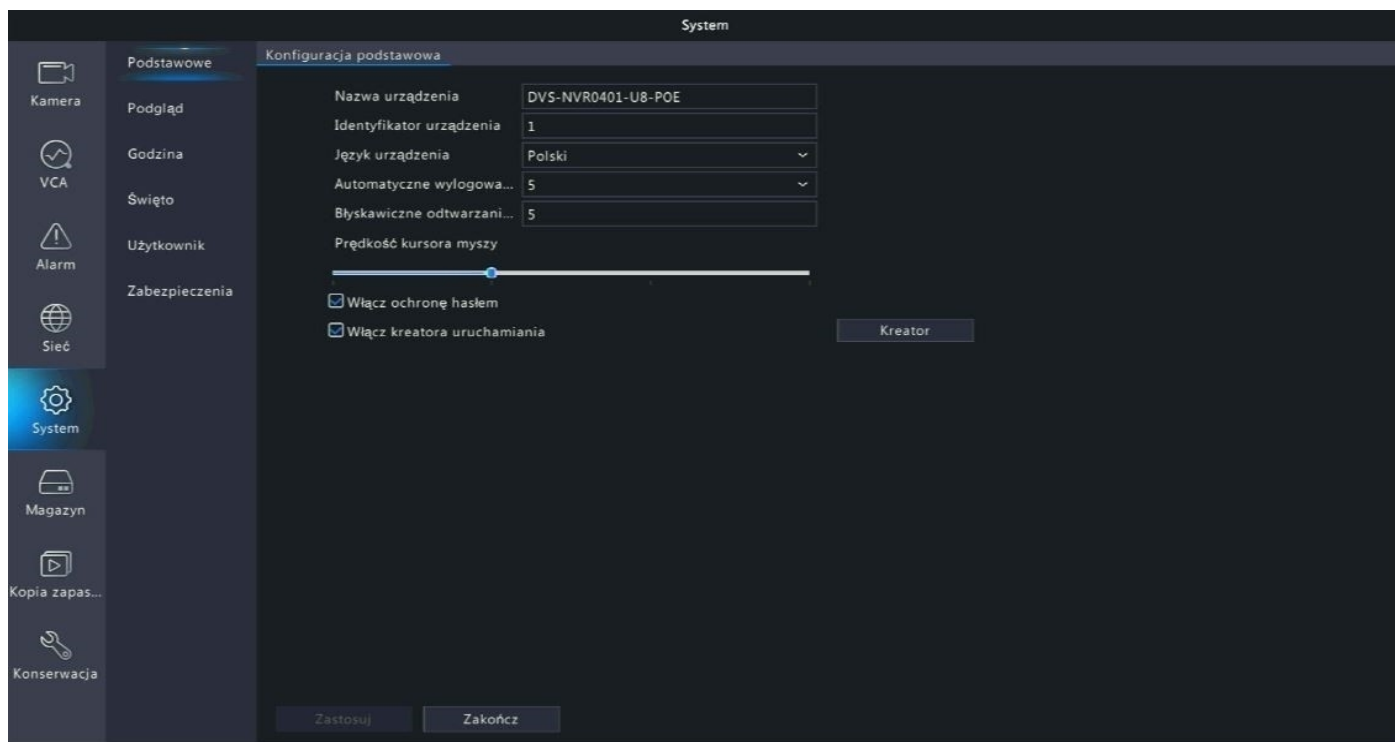 System
Kamera
VCA
Alarm
Sieć
System
Magazyn
Kopia zapas...
Konserwacja
Podstawowe
Podgląd
Godzina
Święto
Użytkownik
Zabezpieczenia
Konfiguracja podstawowa
Nazwa urządzenia DVS-NVR0401-U8-POE
Identyfikator urządzenia 1
Język urządzenia Polski
Automatyczne wylogowa... 5
Błyskawiczne odtwarzani... 5
Prędkość kursora myszy
Włącz ochronę hasłem
Włącz kreatora uruchamiania Kreator
Zastosuj Zakończ